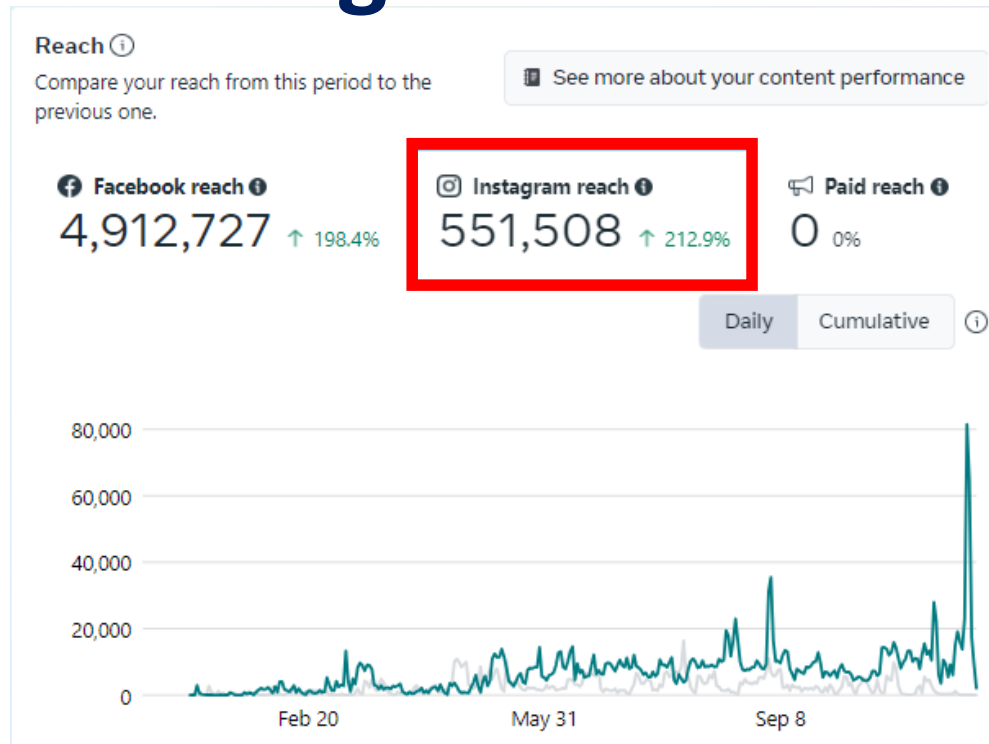 Reach
Compare your reach from this period to the
previous one.
See more about your content performance
Facebook reach
4,912,727 ↑ 198.4%
Instagram reach
551,508 ↑ 212.9%
Paid reach
0 0%
Daily Cumulative
80,000
60,000
40,000
20,000
0
Feb 20 May 31 Sep 8